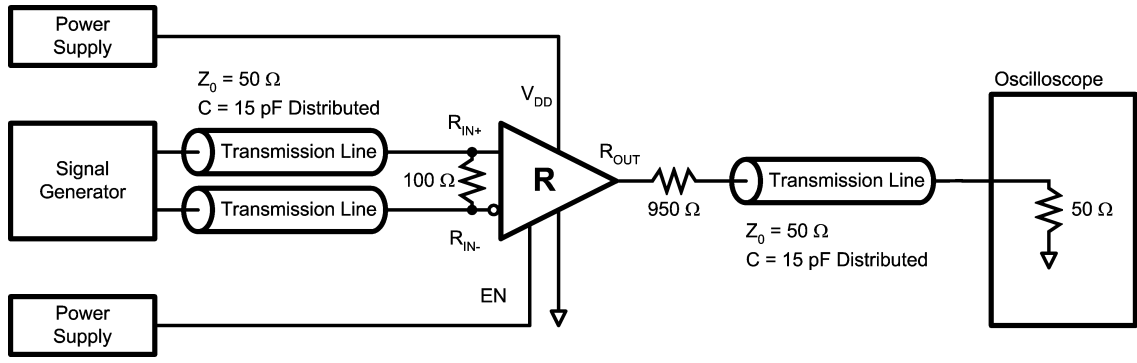 Power
Supply
Z0 = 50 Ω
C = 15 pF Distributed
VDD
Oscilloscope
Signal
Generator
Transmission Line
RIN+
100 Ω
R
ROUT
950 Ω
Transmission Line
50 Ω
Transmission Line
RIN-
Z0 = 50 Ω
C = 15 pF Distributed
EN
Power
Supply